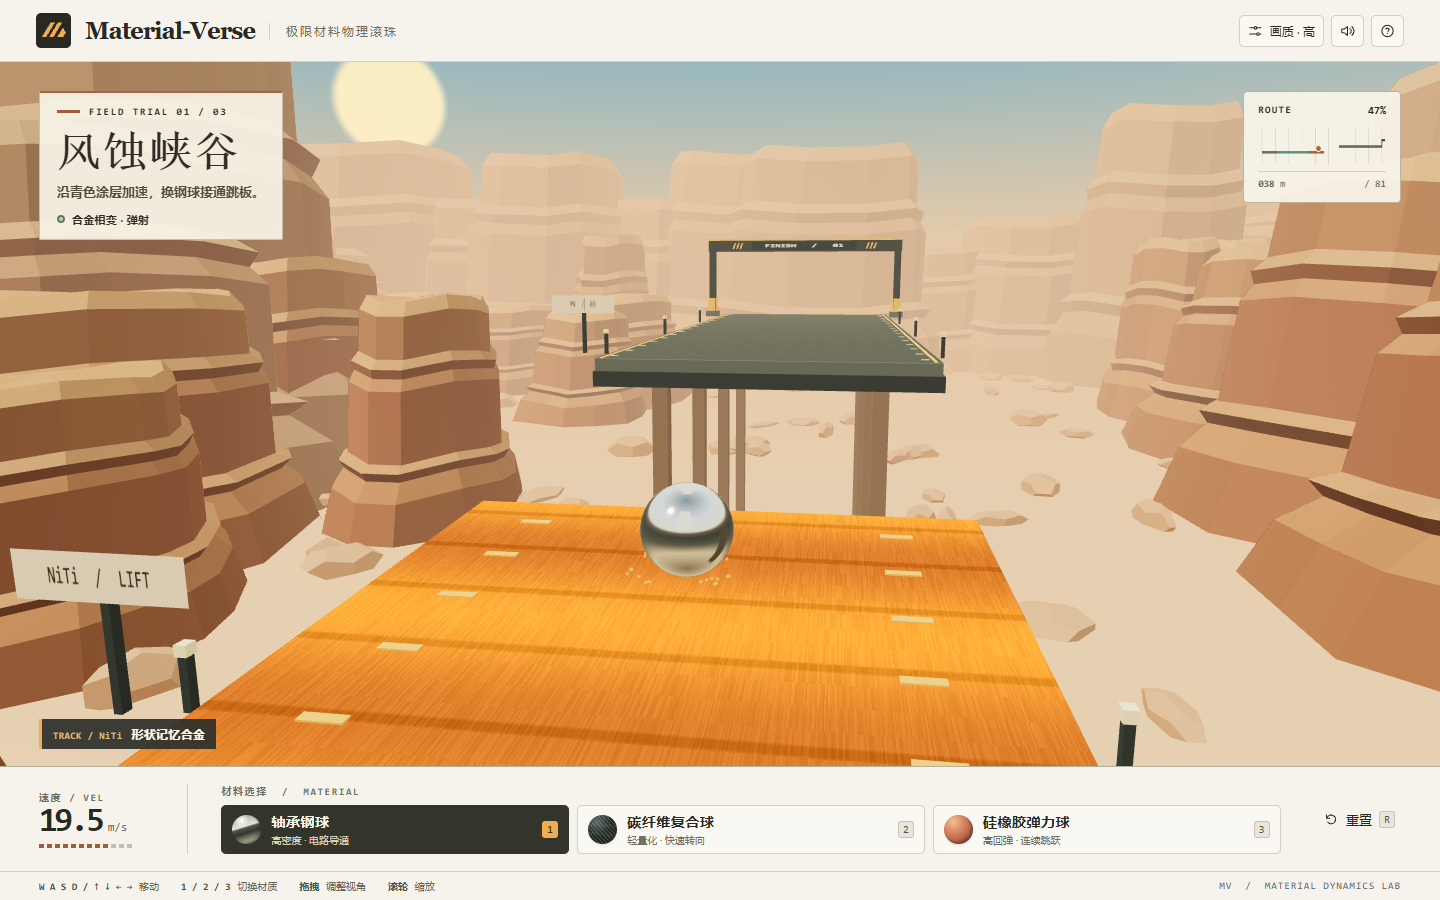 Material-Verse
极限材料物理滚珠
画质 · 高
FIELD TRIAL 01 / 03
风蚀峡谷
沿青色涂层加速，换钢球接通跳板。
合金相变 · 弹射
ROUTE 47%
038 m / 81
FINISH / 01
MV / 01
NiTi / LIFT
TRACK / NiTi 形状记忆合金
速度 / VEL
19.5 m/s
材料选择 / MATERIAL
轴承钢球
高密度 · 电路导通
1
碳纤维复合球
轻量化 · 快速转向
2
硅橡胶弹力球
高回弹 · 连续跳跃
3
重置 R
WASD/↑↓←→ 移动 1/2/3 切换材质 拖拽 调整视角 滚轮 缩放
MV / MATERIAL DYNAMICS LAB